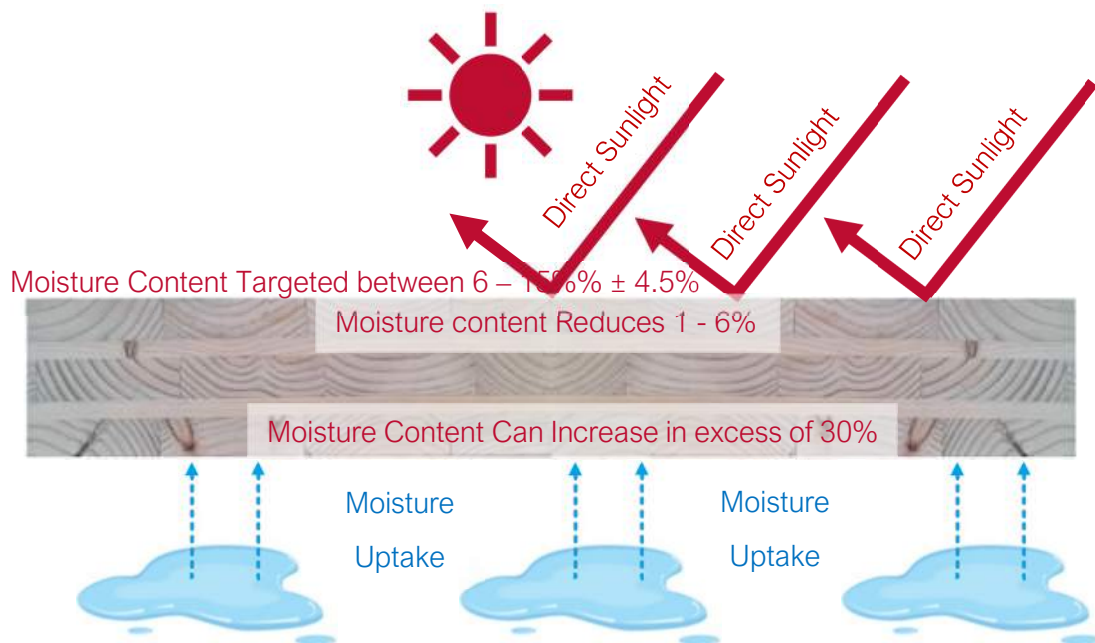 Direct Sunlight
Direct Sunlight
Direct Sunlight
Moisture Content Targeted between 6 – 15%% ± 4.5%
Moisture content Reduces 1 - 6%
Moisture Content Can Increase in excess of 30%
Moisture
Uptake
Moisture
Uptake